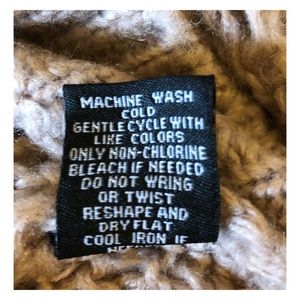 MACHINE WASH
COLD
GENTLE CYCLE WITH
LIKE COLORS
ONLY NON-CHLORINE
BLEACH IF NEEDED
DO NOT WRING
OR TWIST
RESHAPE AND
DRY FLAT
COOL IRON IF